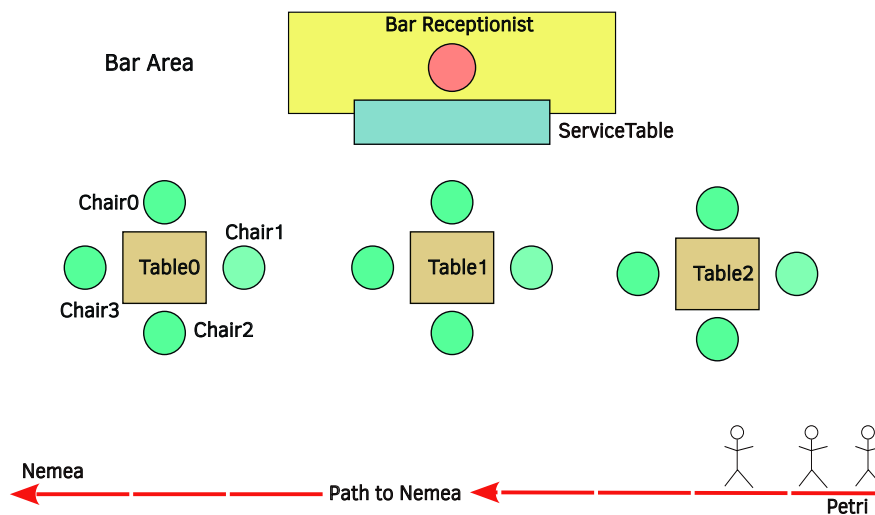 Bar Receptionist
Bar Area
ServiceTable
Chair0
Chair1
Table0
Table1
Table2
Chair3
Chair2
Nemea
Path to Nemea
Petri